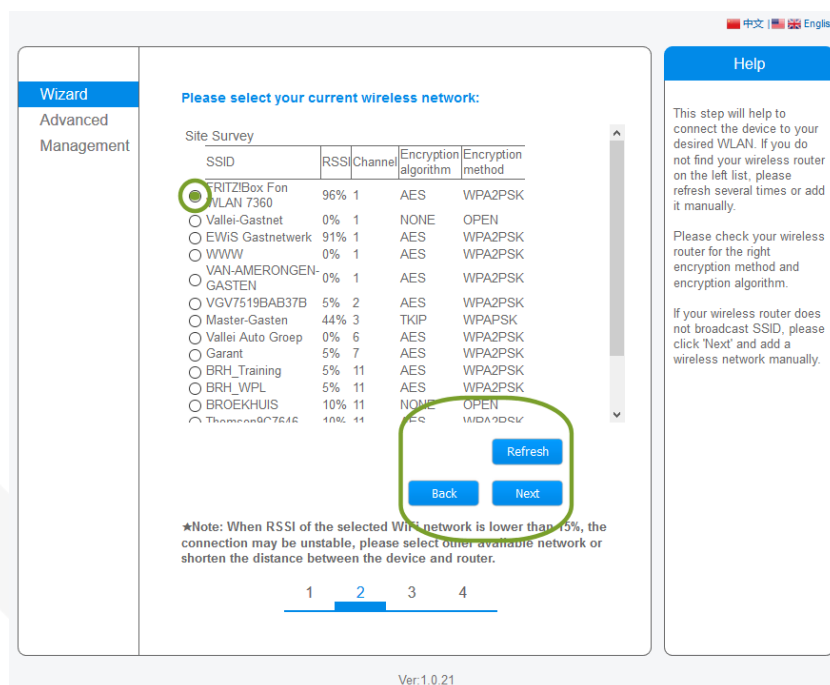 中文 | Englis
Help
Wizard
Advanced
Management
Please select your current wireless network:
Site Survey
SSID RSSI Channel Encryption algorithm Encryption method
FRITZ!Box Fon WLAN 7360 96% 1 AES WPA2PSK
Vallei-Gastnet 0% 1 NONE OPEN
EWiS Gastnetwerk 91% 1 AES WPA2PSK
WWW 0% 1 AES WPA2PSK
VAN-AMERONGEN-GASTEN 0% 1 AES WPA2PSK
VGV7519BAB37B 5% 2 AES WPA2PSK
Master-Gasten 44% 3 TKIP WPAPSK
Vallei Auto Groep 0% 6 AES WPA2PSK
Garant 5% 7 AES WPA2PSK
BRH_Training 5% 11 AES WPA2PSK
BRH_WPL 5% 11 AES WPA2PSK
BROEKHUIS 10% 11 NONE OPEN
Thomson9C7646 10% 11 AES WPA2PSK
Refresh
Back Next
★Note: When RSSI of the selected WiFi network is lower than 15%, the
connection may be unstable, please select other available network or
shorten the distance between the device and router.
1 2 3 4
This step will help to
connect the device to your
desired WLAN. If you do
not find your wireless router
on the left list, please
refresh several times or add
it manually.
Please check your wireless
router for the right
encryption method and
encryption algorithm.
If your wireless router does
not broadcast SSID, please
click 'Next' and add a
wireless network manually.
Ver:1.0.21